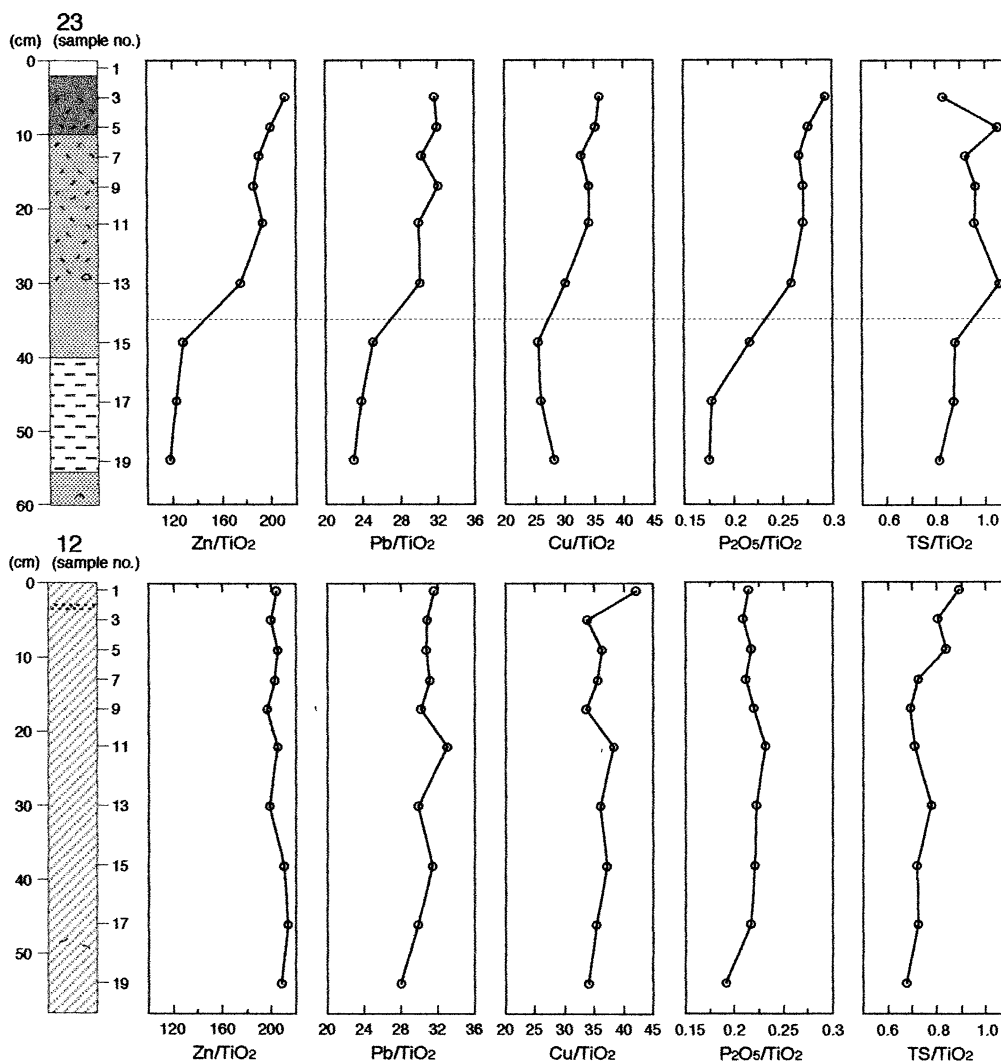 23
(cm) (sample no.)
0
10
20
30
40
50
60
1
3
5
7
9
11
13
15
17
19
120 160 200
Zn/TiO₂
20 24 28 32 36
Pb/TiO₂
20 25 30 35 40 45
Cu/TiO₂
0.15 0.2 0.25 0.3
P₂O₅/TiO₂
0.6 0.8 1.0
TS/TiO₂
12
(cm) (sample no.)
0
10
20
30
40
50
1
3
5
7
9
11
13
15
17
19
120 160 200
Zn/TiO₂
20 24 28 32 36
Pb/TiO₂
20 25 30 35 40 45
Cu/TiO₂
0.15 0.2 0.25 0.3
P₂O₅/TiO₂
0.6 0.8 1.0
TS/TiO₂